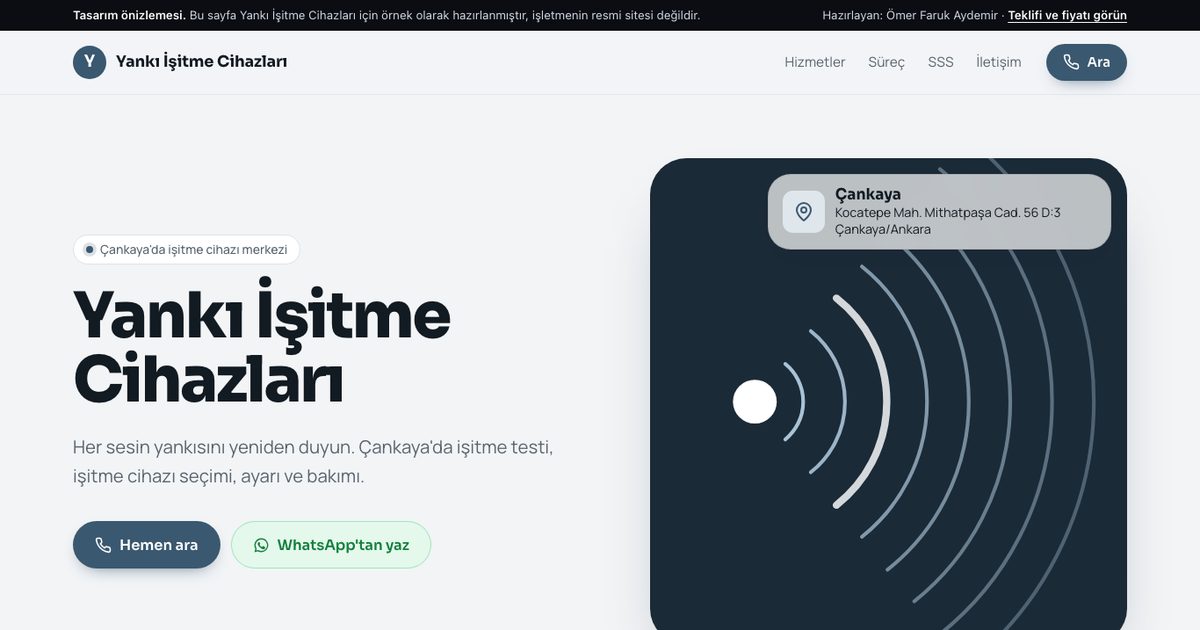 Tasarım önizlemesi. Bu sayfa Yankı İşitme Cihazları için örnek olarak hazırlanmıştır, işletmenin resmi sitesi değildir.
Hazırlayan: Ömer Faruk Aydemir · Teklifi ve fiyatı görün
Y
Yankı İşitme Cihazları
Hizmetler
Süreç
SSS
İletişim
Ara
Çankaya'da işitme cihazı merkezi
Yankı İşitme
Cihazları
Her sesin yankısını yeniden duyun. Çankaya'da işitme testi,
işitme cihazı seçimi, ayarı ve bakımı.
Hemen ara
WhatsApp'tan yaz
Çankaya
Kocatepe Mah. Mithatpaşa Cad. 56 D:3
Çankaya/Ankara